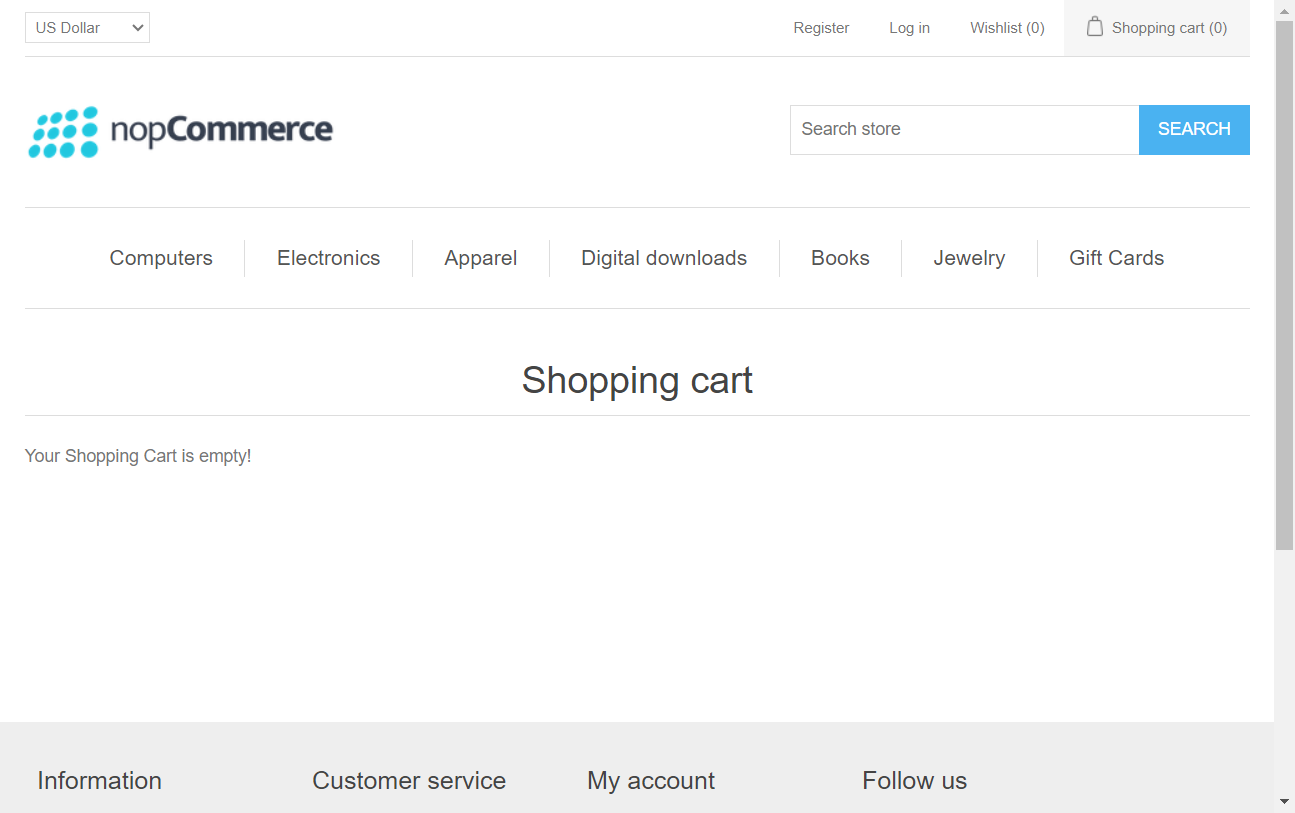 US Dollar
Register
Log in
Wishlist (0)
Shopping cart (0)
nopCommerce
Search store
SEARCH
Computers
Electronics
Apparel
Digital downloads
Books
Jewelry
Gift Cards
Shopping cart
Your Shopping Cart is empty!
Information
Customer service
My account
Follow us